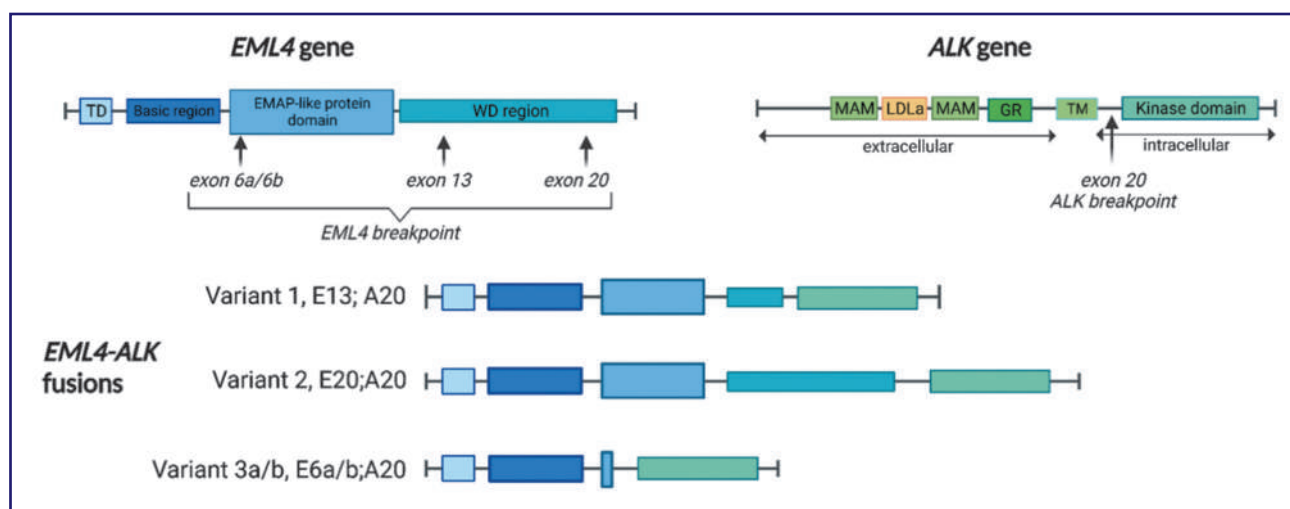 EML4 gene
ALK gene
TD
Basic region
EMAP-like protein
domain
WD region
MAM
LDLa
MAM
GR
TM
Kinase domain
extracellular
intracellular
exon 6a/6b
exon 13
exon 20
EML4 breakpoint
exon 20
ALK breakpoint
Variant 1, E13; A20
EML4-ALK
fusions
Variant 2, E20;A20
Variant 3a/b, E6a/b;A20